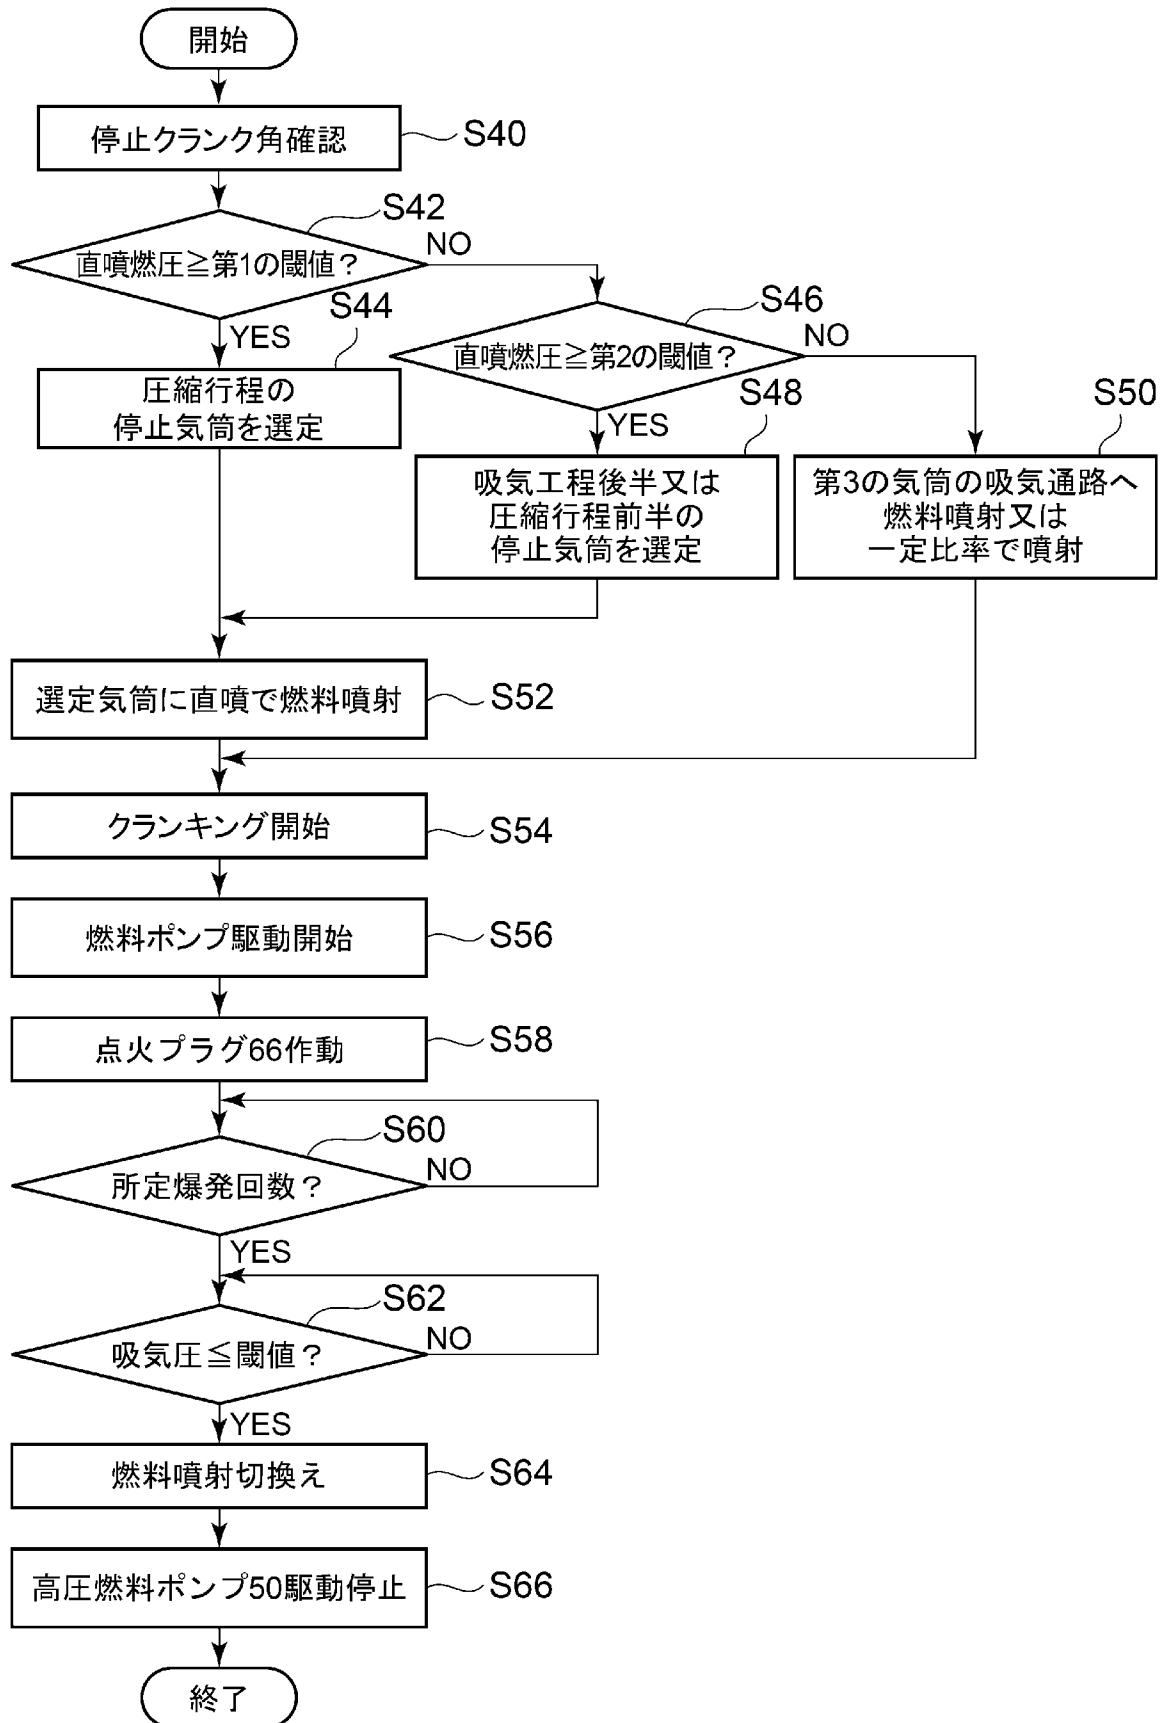 開始
停止クランク角確認
S40
S42
直噴燃圧≧第1の閾値?
NO
S44
YES
圧縮行程の
停止気筒を選定
S46
直噴燃圧≧第2の閾値?
NO
S48
YES
吸気工程後半又は
圧縮行程前半の
停止気筒を選定
S50
第3の気筒の吸気通路へ
燃料噴射又は
一定比率で噴射
選定気筒に直噴で燃料噴射
S52
クランキング開始
S54
燃料ポンプ駆動開始
S56
点火プラグ66作動
S58
S60
所定爆発回数?
NO
YES
S62
吸気圧≦閾値?
NO
YES
燃料噴射切換え
S64
高圧燃料ポンプ50駆動停止
S66
終了